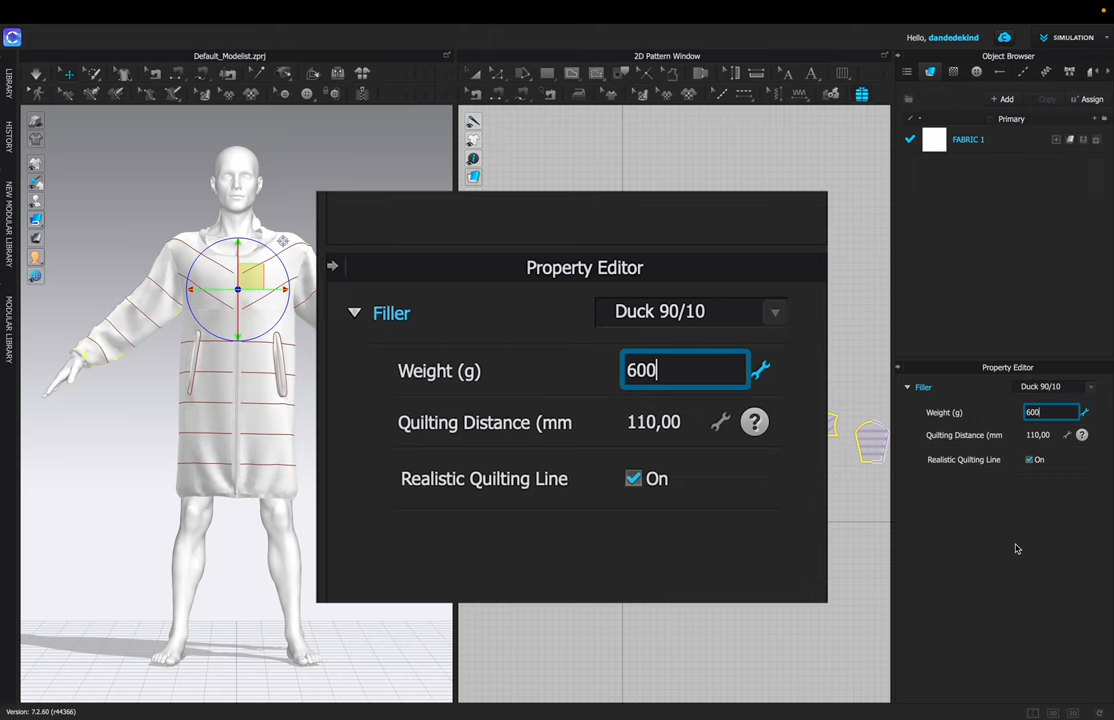 Default_Modelist.zprj
2D Pattern Window
Hello, dandedekind
SIMULATION
Object Browser
LIBRARY
HISTORY
NEW MODULAR LIBRARY
MODULAR LIBRARY
+ Add
Copy
Assign
Primary
FABRIC 1
Property Editor
Filler
Duck 90/10
Weight (g)
600
Quilting Distance (mm
110,00
?
Realistic Quilting Line
On
Property Editor
Filler
Duck 90/10
Weight (g)
600
Quilting Distance (mm
110,00
?
Realistic Quilting Line
On
Version: 7.2.60 (r44366)